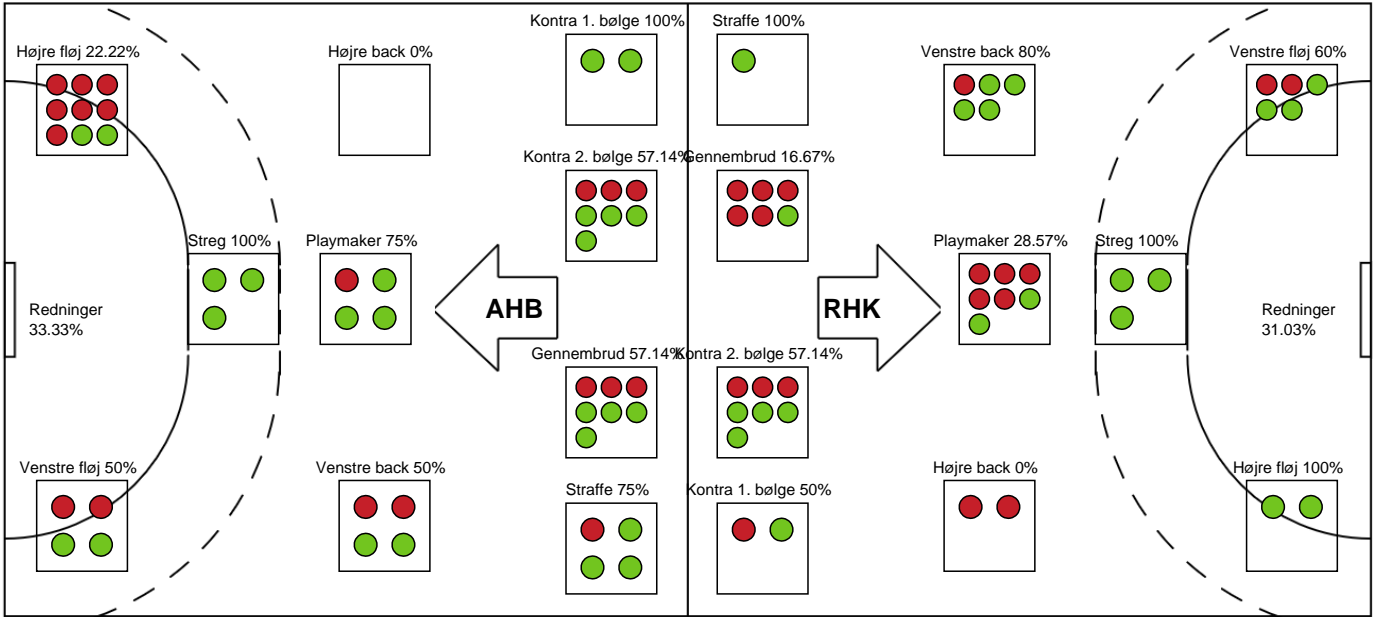 Kontra 1. bølge 100%
Straffe 100%
Højre fløj 22.22%
Højre back 0%
Venstre back 80%
Venstre fløj 60%
Kontra 2. bølge 57.14%
Gennembrud 16.67%
Streg 100%
Playmaker 75%
Playmaker 28.57%
Streg 100%
AHB
RHK
Redninger
33.33%
Redninger
31.03%
Gennembrud 57.14%
Kontra 2. bølge 57.14%
Venstre fløj 50%
Venstre back 50%
Højre back 0%
Højre fløj 100%
Straffe 75%
Kontra 1. bølge 50%